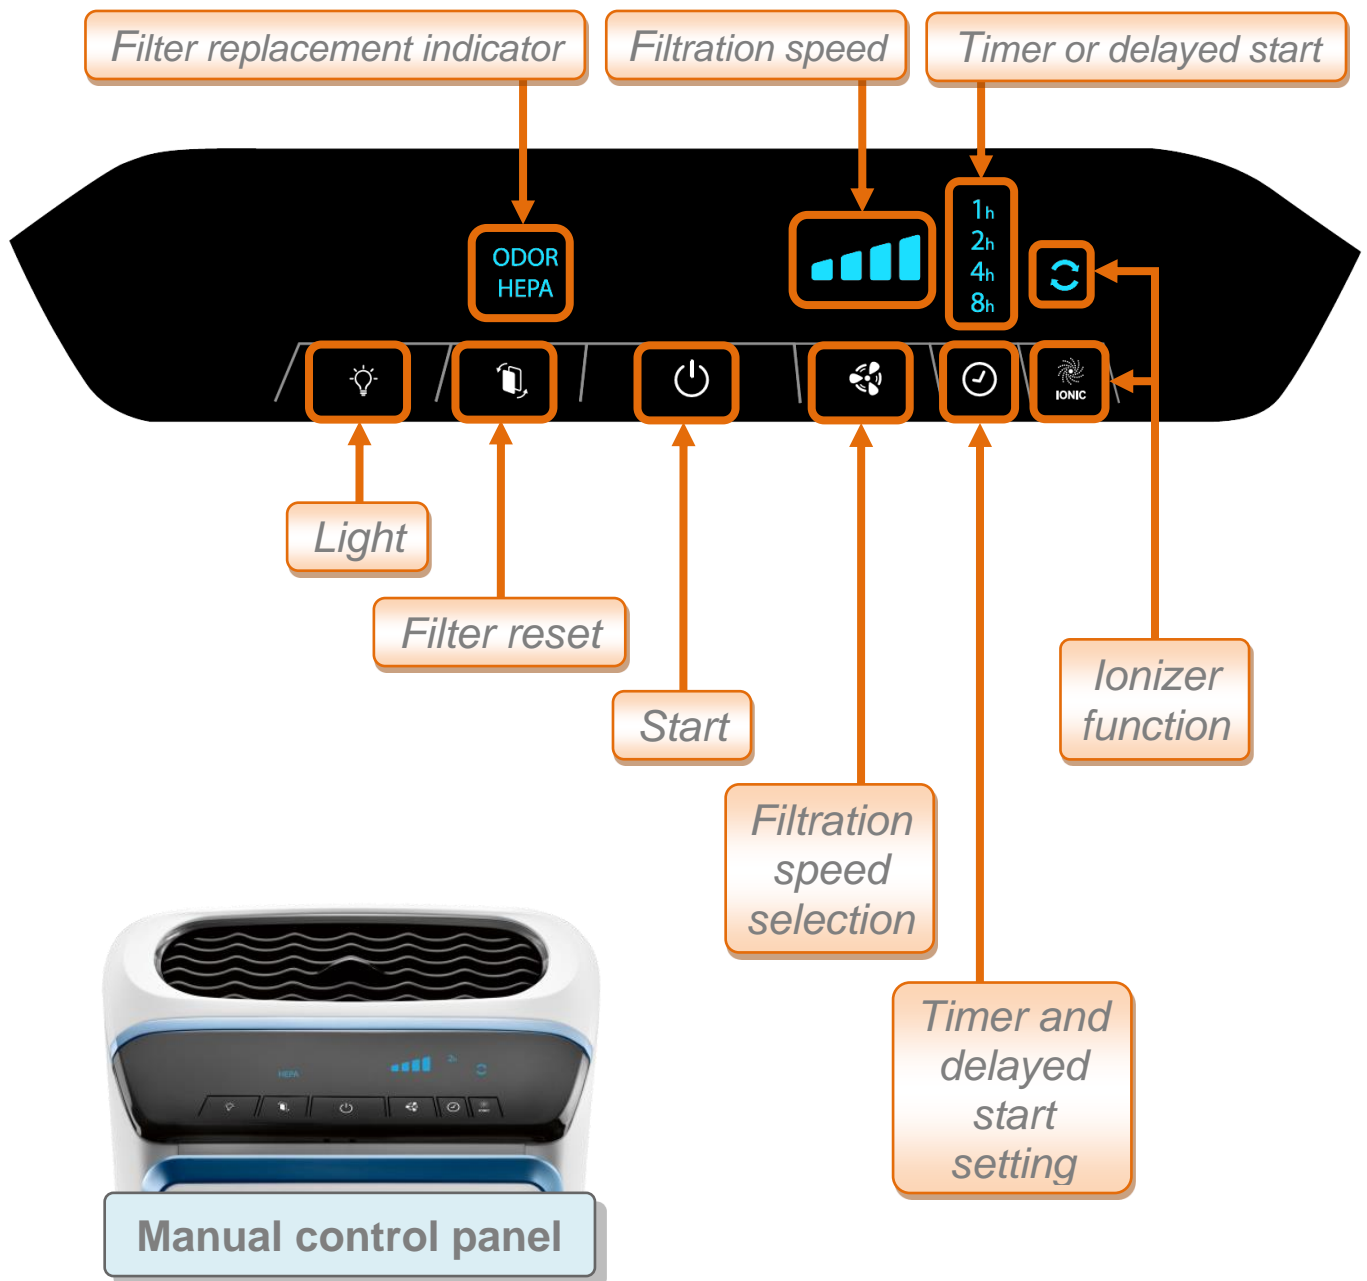 Filter replacement indicator
Filtration speed
Timer or delayed start
1h
2h
4h
8h
ODOR
HEPA
IONIC
Light
Filter reset
Start
Ionizer
function
Filtration
speed
selection
Timer and
delayed
start
setting
2h
HEPA
Manual control panel